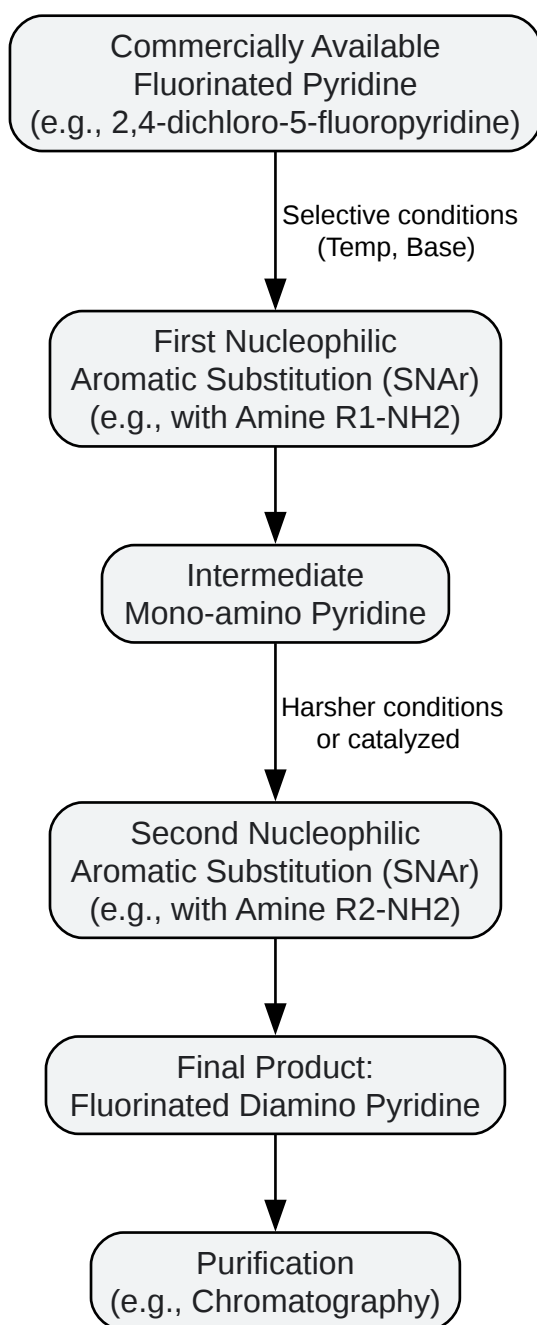 Commercially Available
Fluorinated Pyridine
(e.g., 2,4-dichloro-5-fluoropyridine)
Selective conditions
(Temp, Base)
First Nucleophilic
Aromatic Substitution (SNAr)
(e.g., with Amine R1-NH2)
Intermediate
Mono-amino Pyridine
Harsher conditions
or catalyzed
Second Nucleophilic
Aromatic Substitution (SNAr)
(e.g., with Amine R2-NH2)
Final Product:
Fluorinated Diamino Pyridine
Purification
(e.g., Chromatography)